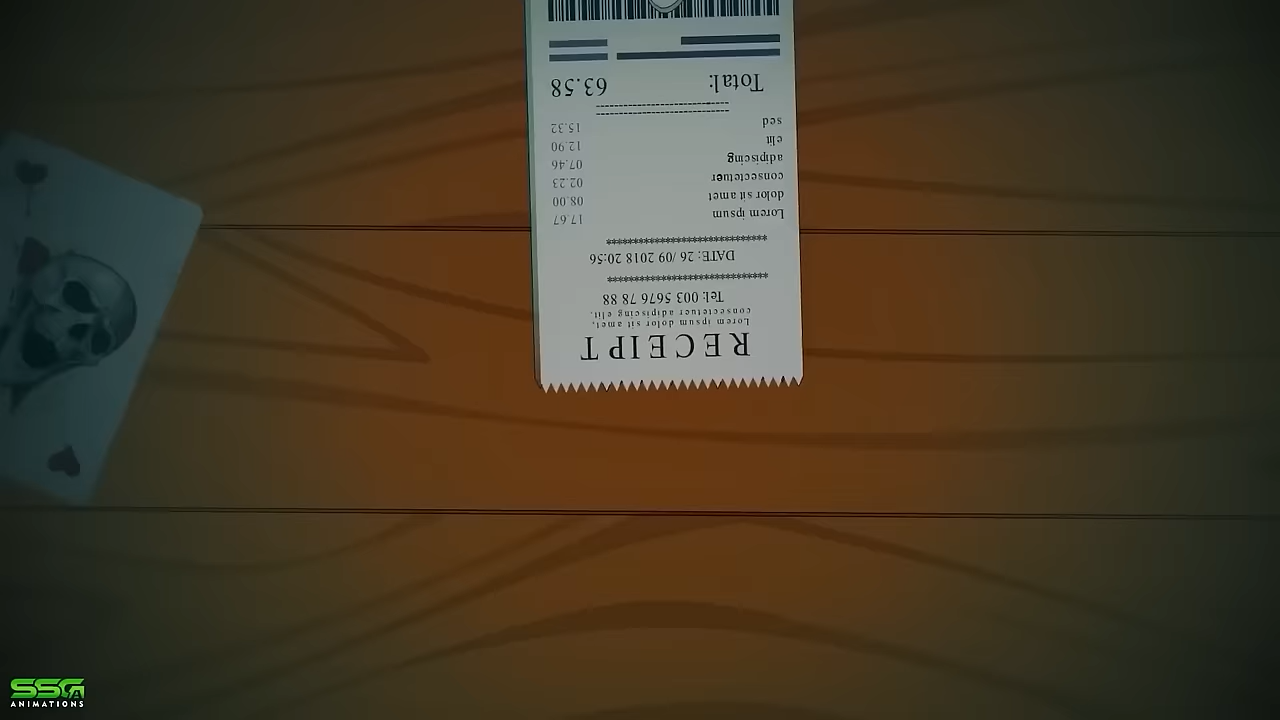 RECEIPT
Lorem ipsum dolor sit amet,
consectetuer adipiscing elit.
Tel: 003 5676 78 88
******************************
DATE: 26 /09 2018 20:56
******************************
Lorem ipsum 17.67
dolor sit amet 08.00
consectetuer 02.23
adipiscing 07.46
elit 12.90
sed 15.32
Total: 63.58
SSGA
ANIMATIONS